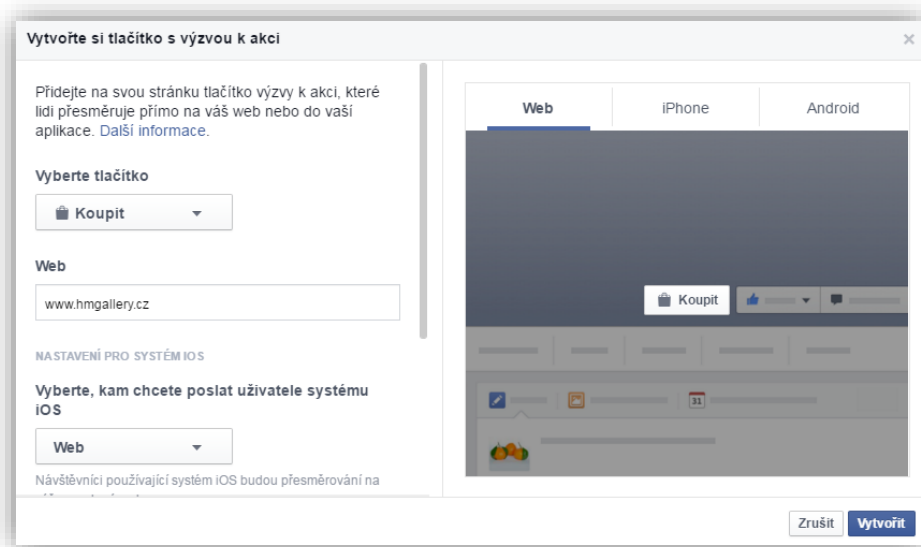 Vytvořte si tlačítko s výzvou k akci
Přidejte na svou stránku tlačítko výzvy k akci, které
lidi přesměruje přímo na váš web nebo do vaší
aplikace. Další informace.
Vyberte tlačítko
Koupit
Web
www.hmgallery.cz
NASTAVENÍ PRO SYSTÉM IOS
Vyberte, kam chcete poslat uživatele systému
iOS
Web
Návštěvníci používající systém iOS budou přesměrování na
Web iPhone Android
Koupit
31
Zrušit Vytvořit